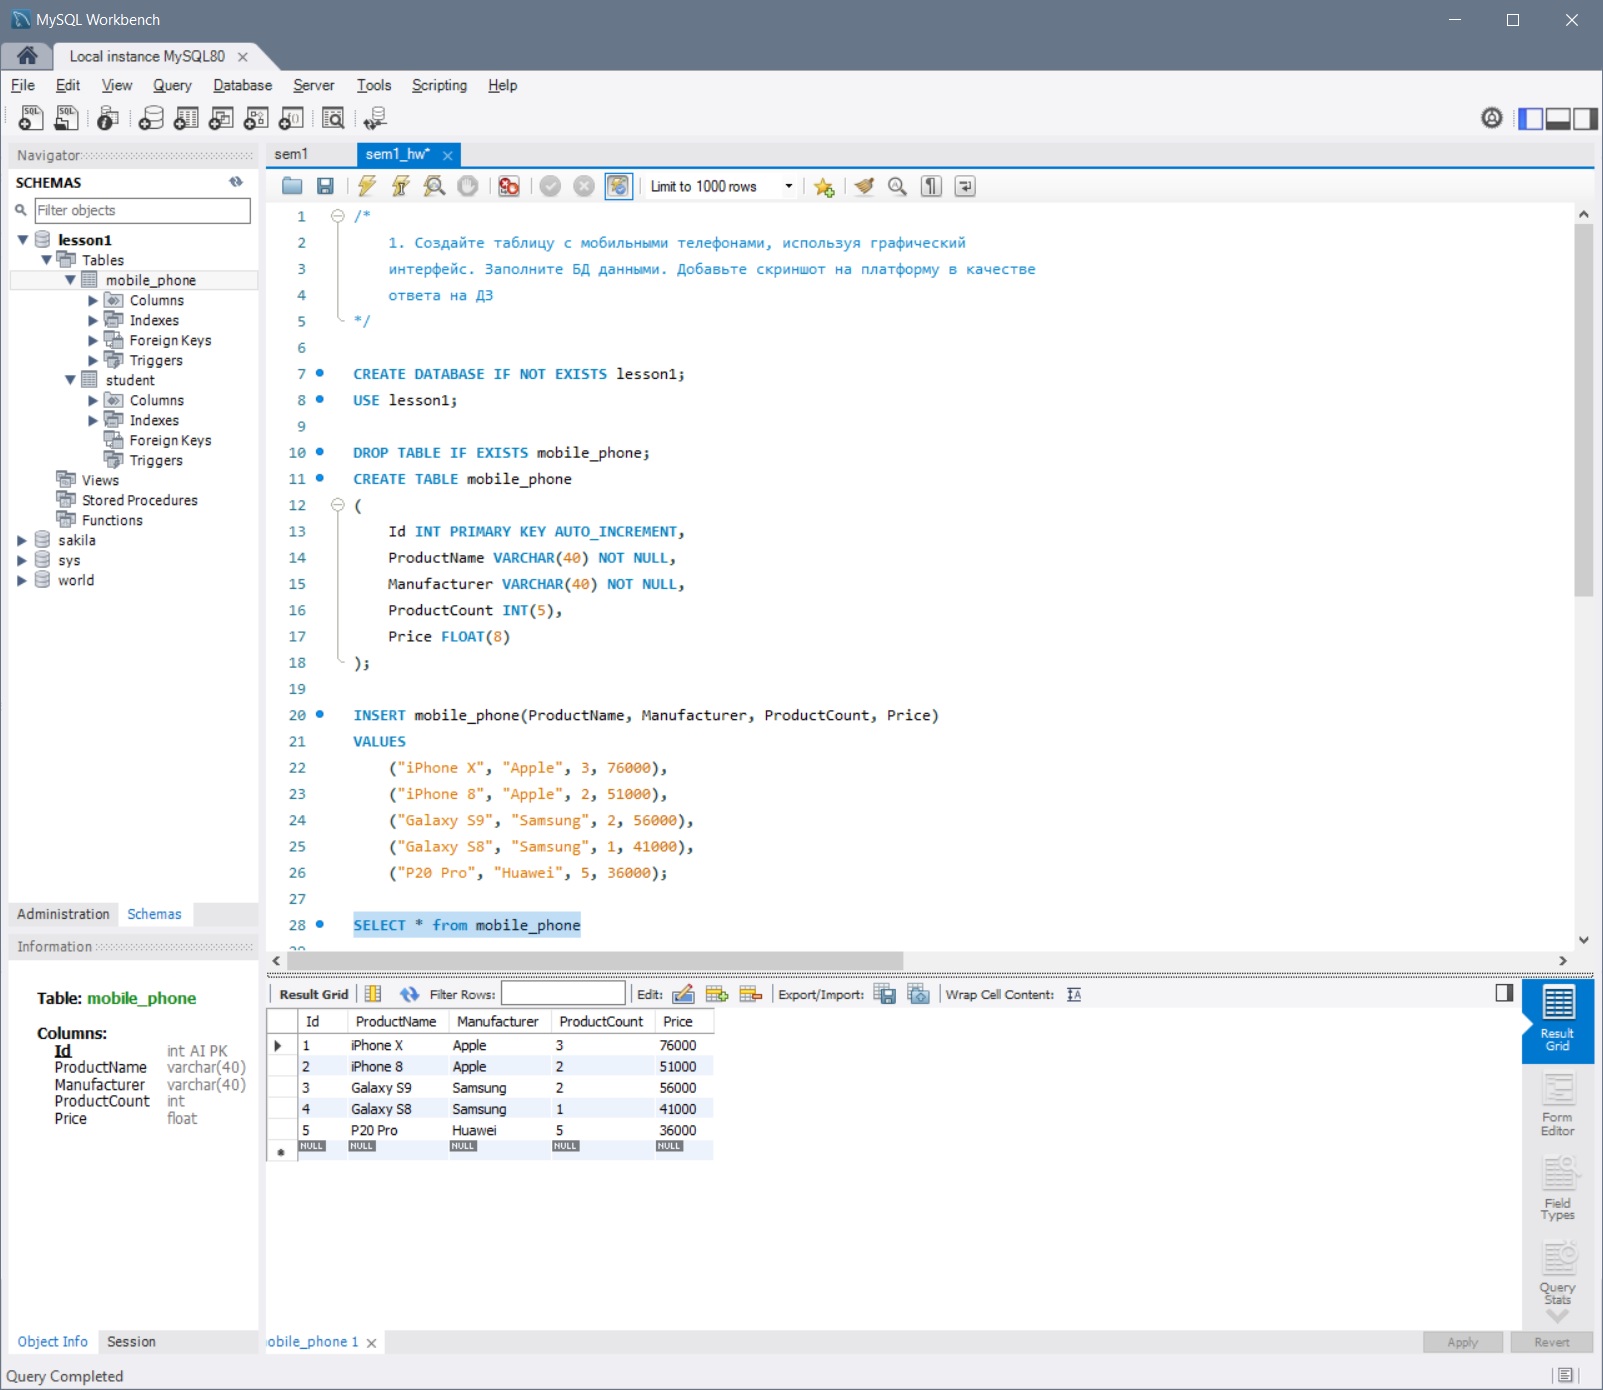 MySQL Workbench
Local instance MySQL80
File Edit View Query Database Server Tools Scripting Help
Navigator
SCHEMAS
Filter objects
lesson1
Tables
mobile_phone
Columns
Indexes
Foreign Keys
Triggers
student
Columns
Indexes
Foreign Keys
Triggers
Views
Stored Procedures
Functions
sakila
sys
world
Administration Schemas
Information
Table: mobile_phone
Columns:
Id int AI PK
ProductName varchar(40)
Manufacturer varchar(40)
ProductCount int
Price float
Object Info Session
sem1 sem1_hw*
Limit to 1000 rows
1 /*
2 1. Создайте таблицу с мобильными телефонами, используя графический
3 интерфейс. Заполните БД данными. Добавьте скриншот на платформу в качестве
4 ответа на ДЗ
5 */
6
7 CREATE DATABASE IF NOT EXISTS lesson1;
8 USE lesson1;
9
10 DROP TABLE IF EXISTS mobile_phone;
11 CREATE TABLE mobile_phone
12 (
13 Id INT PRIMARY KEY AUTO_INCREMENT,
14 ProductName VARCHAR(40) NOT NULL,
15 Manufacturer VARCHAR(40) NOT NULL,
16 ProductCount INT(5),
17 Price FLOAT(8)
18 );
19
20 INSERT mobile_phone(ProductName, Manufacturer, ProductCount, Price)
21 VALUES
22 ("iPhone X", "Apple", 3, 76000),
23 ("iPhone 8", "Apple", 2, 51000),
24 ("Galaxy S9", "Samsung", 2, 56000),
25 ("Galaxy S8", "Samsung", 1, 41000),
26 ("P20 Pro", "Huawei", 5, 36000);
27
28 SELECT * from mobile_phone
Result Grid Filter Rows: Edit: Export/Import: Wrap Cell Content:
Id ProductName Manufacturer ProductCount Price
1 iPhone X Apple 3 76000
2 iPhone 8 Apple 2 51000
3 Galaxy S9 Samsung 2 56000
4 Galaxy S8 Samsung 1 41000
5 P20 Pro Huawei 5 36000
NULL NULL NULL NULL NULL
Result
Grid
Form
Editor
Field
Types
Query
Stats
obile_phone 1
Apply Revert
Query Completed